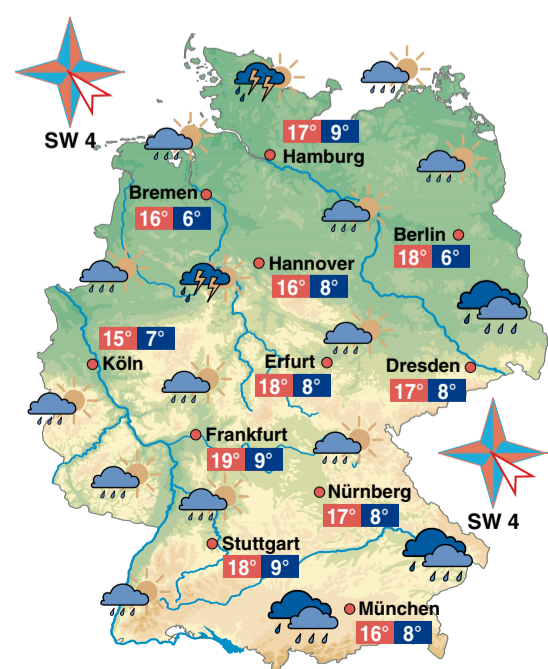 SW 4
17° 9°
Hamburg
Bremen
16° 6°
Berlin
18° 6°
Hannover
16° 8°
15° 7°
Köln
Erfurt
18° 8°
Dresden
17° 8°
Frankfurt
19° 9°
SW 4
Nürnberg
17° 8°
Stuttgart
18° 9°
München
16° 8°